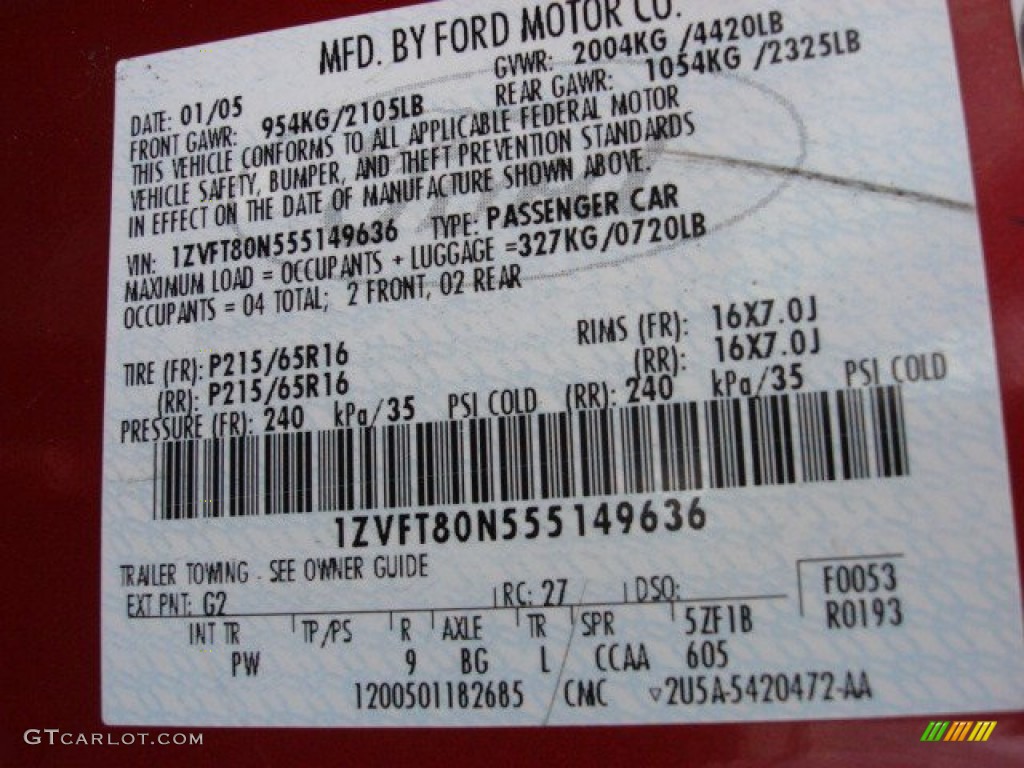 MFD. BY FORD MOTOR CO.
DATE: 01/05 GVWR: 2004KG /4420LB
FRONT GAWR: 954KG/2105LB REAR GAWR: 1054KG /2325LB
THIS VEHICLE CONFORMS TO ALL APPLICABLE FEDERAL MOTOR
VEHICLE SAFETY, BUMPER, AND THEFT PREVENTION STANDARDS
IN EFFECT ON THE DATE OF MANUFACTURE SHOWN ABOVE.
VIN: 1ZVFT80N555149636 TYPE: PASSENGER CAR
MAXIMUM LOAD = OCCUPANTS + LUGGAGE =327KG/0720LB
OCCUPANTS = 04 TOTAL; 2 FRONT, 02 REAR
TIRE (FR): P215/65R16 RIMS (FR): 16X7.0J
(RR): P215/65R16 (RR): 16X7.0J
PRESSURE (FR): 240 kPa/35 PSI COLD (RR): 240 kPa/35 PSI COLD
1ZVFT80N555149636
TRAILER TOWING - SEE OWNER GUIDE
EXT PNT: G2 RC: 27 DSO: F0053
INT TR TP/PS R AXLE TR SPR 5ZF1B R0193
PW 9 BG L CCAA 605
1200501182685 CMC ▿2U5A-5420472-AA
GTCARLOT.COM